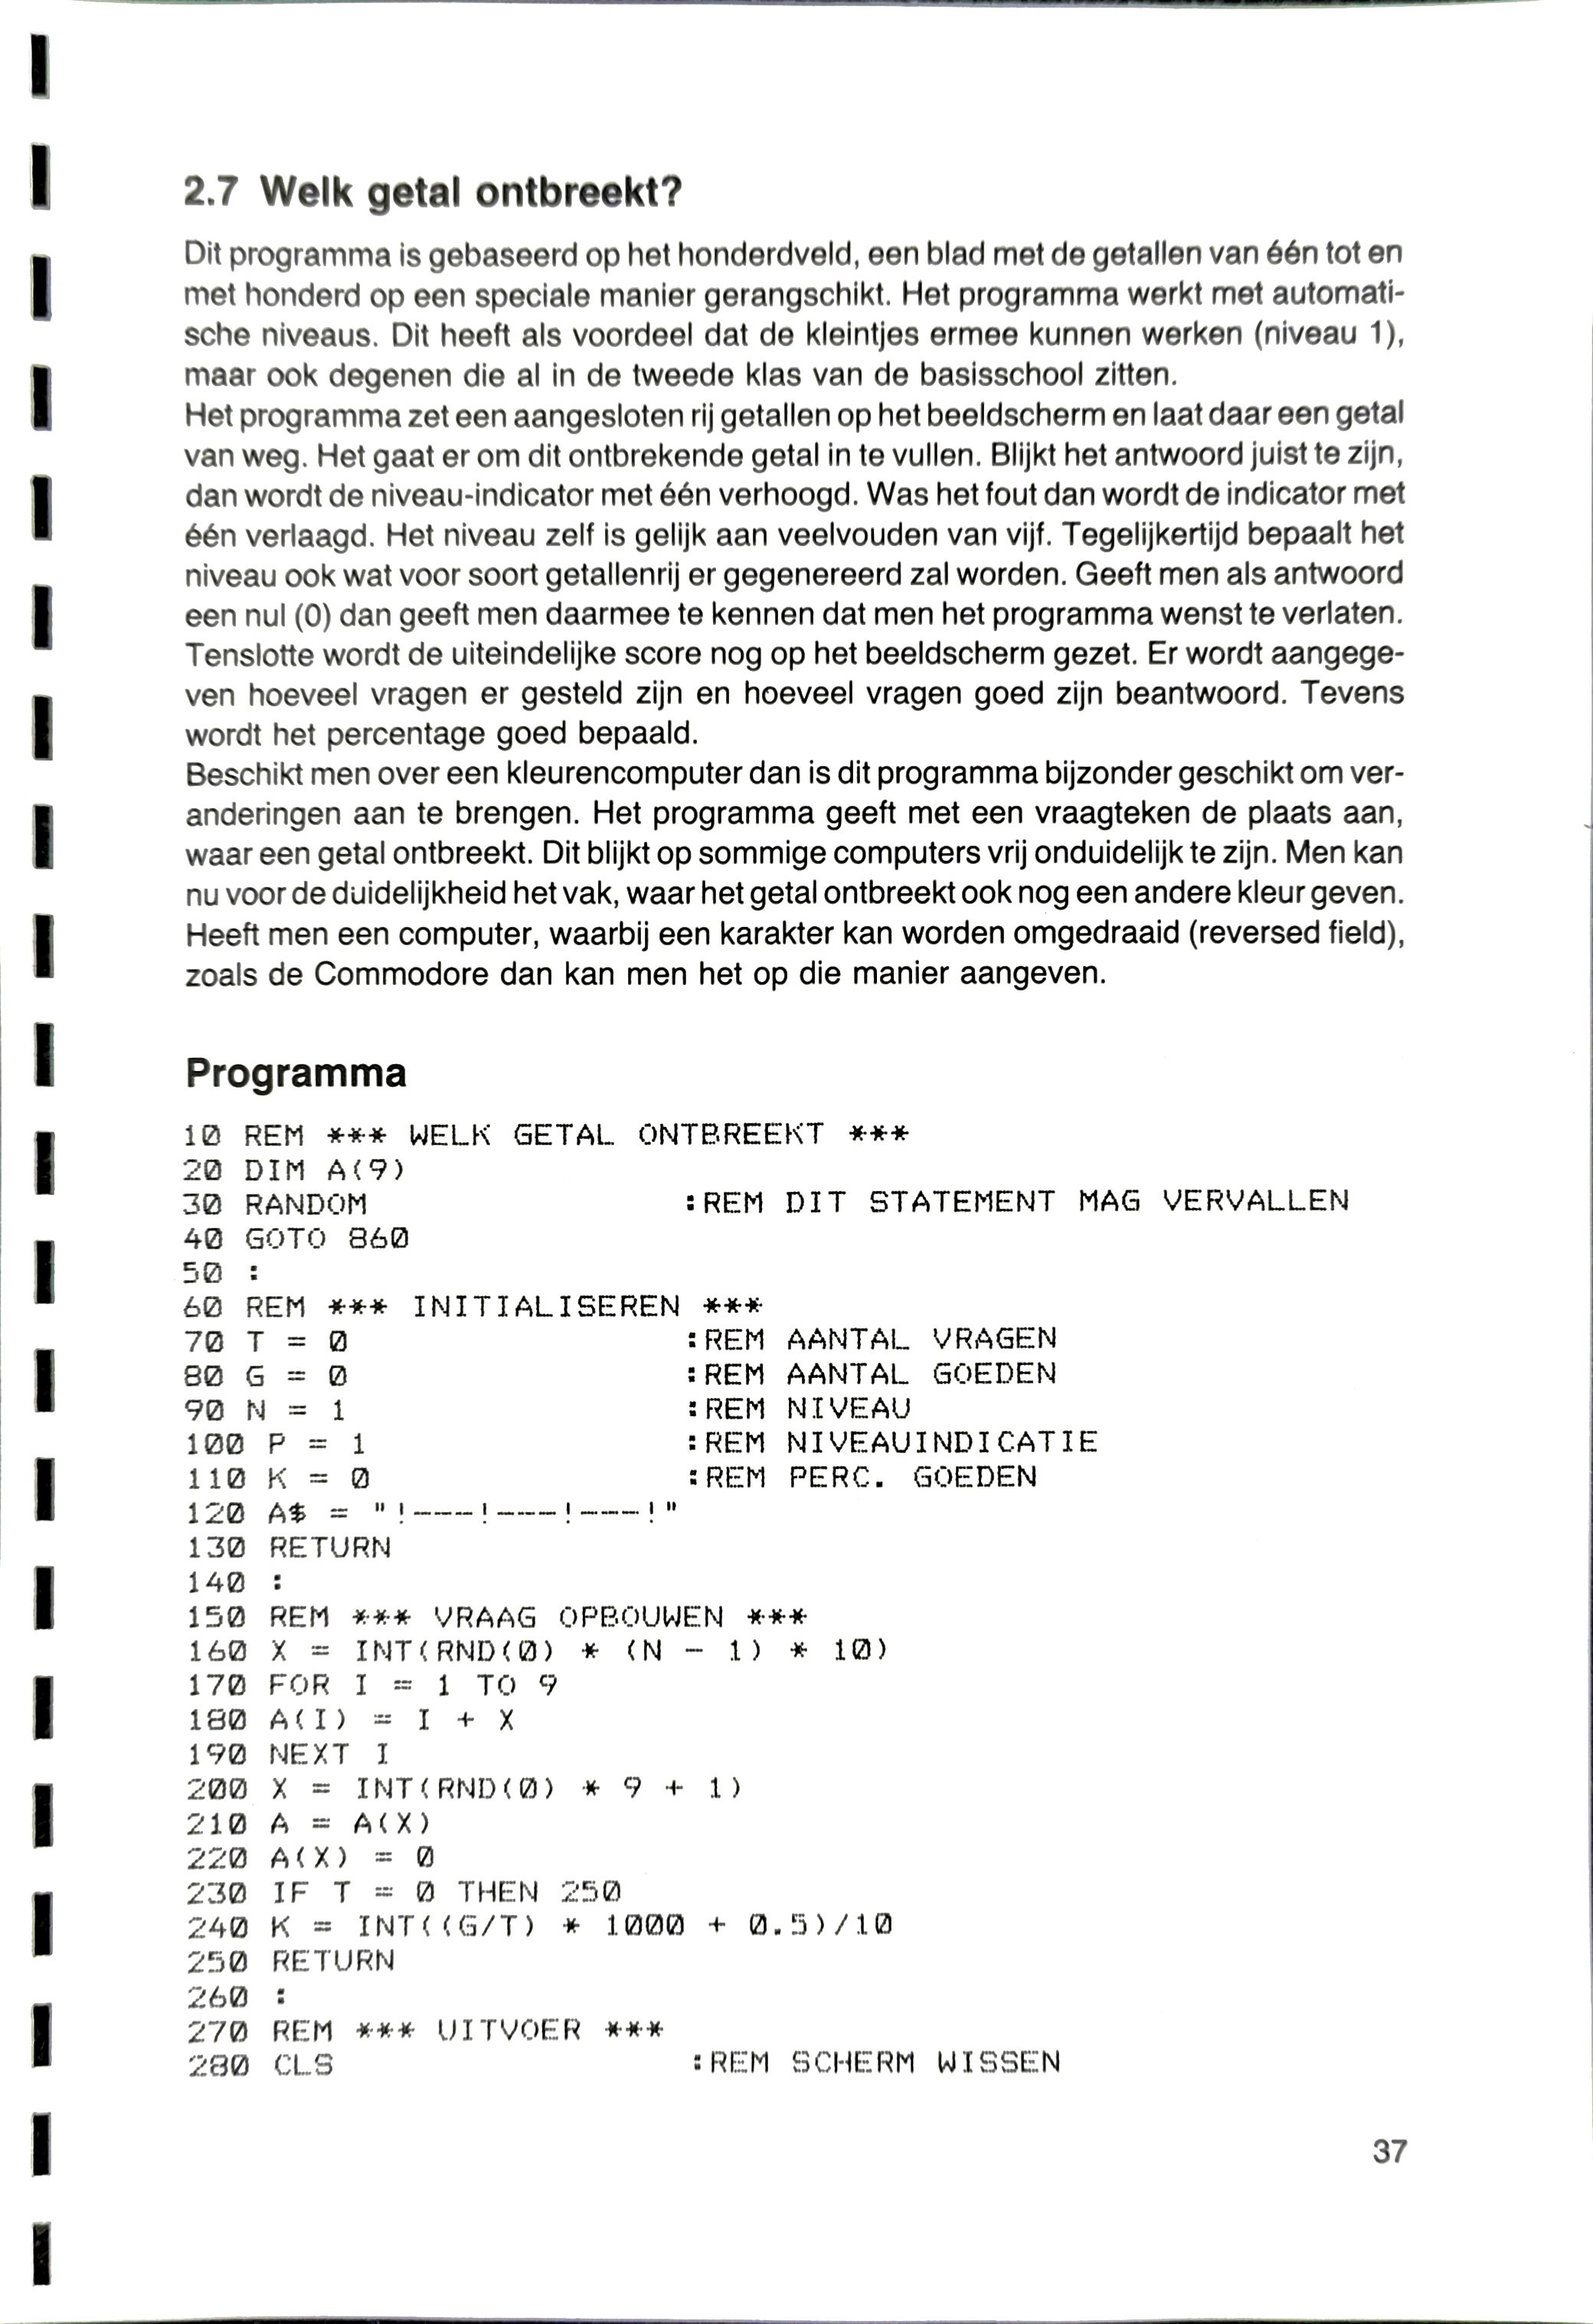 2.7 Welk getal ontbreekt?
Dit programma is gebaseerd op het honderdveld, een blad met de getallen van één tot en
met honderd op een speciale manier gerangschikt. Het programma werkt met automati-
sche niveaus. Dit heeft als voordeel dat de kleintjes ermee kunnen werken (niveau 1),
maar ook degenen die al in de tweede klas van de basisschool zitten.
Het programma zet een aangesloten rij getallen op het beeldscherm en laat daar een getal
van weg. Het gaat er om dit ontbrekende getal in te vullen. Blijkt het antwoord juist te zijn,
dan wordt de niveau-indicator met één verhoogd. Was het fout dan wordt de indicator met
één verlaagd. Het niveau zelf is gelijk aan veelvouden van vijf. Tegelijkertijd bepaalt het
niveau ook wat voor soort getallenrij er gegenereerd zal worden. Geeft men als antwoord
een nul (0) dan geeft men daarmee te kennen dat men het programma wenst te verlaten.
Tenslotte wordt de uiteindelijke score nog op het beeldscherm gezet. Er wordt aangege-
ven hoeveel vragen er gesteld zijn en hoeveel vragen goed zijn beantwoord. Tevens
wordt het percentage goed bepaald.
Beschikt men over een kleurencomputer dan is dit programma bijzonder geschikt om ver-
anderingen aan te brengen. Het programma geeft met een vraagteken de plaats aan,
waar een getal ontbreekt. Dit blijkt op sommige computers vrij onduidelijk te zijn. Men kan
nu voor de duidelijkheid het vak, waar het getal ontbreekt ook nog een andere kleur geven.
Heeft men een computer, waarbij een karakter kan worden omgedraaid (reversed field),
zoals de Commodore dan kan men het op die manier aangeven.
Programma
10 REM *** WELK GETAL ONTBREEKT ***
20 DIM A(9)
30 RANDOM :REM DIT STATEMENT MAG VERVALLEN
40 GOTO 860
50 :
60 REM *** INITIALISEREN ***
70 T = 0 :REM AANTAL VRAGEN
80 G = 0 :REM AANTAL GOEDEN
90 N = 1 :REM NIVEAU
100 P = 1 :REM NIVEAUINDICATIE
110 K = 0 :REM PERC. GOEDEN
120 A$ = "!---!---!---!"
130 RETURN
140 :
150 REM *** VRAAG OPBOUWEN ***
160 X = INT(RND(0) * (N - 1) * 10)
170 FOR I = 1 TO 9
180 A(I) = I + X
190 NEXT I
200 X = INT(RND(0) * 9 + 1)
210 A = A(X)
220 A(X) = 0
230 IF T = 0 THEN 250
240 K = INT((G/T) * 1000 + 0.5)/10
250 RETURN
260 :
270 REM *** UITVOER ***
280 CLS :REM SCHERM WISSEN
37